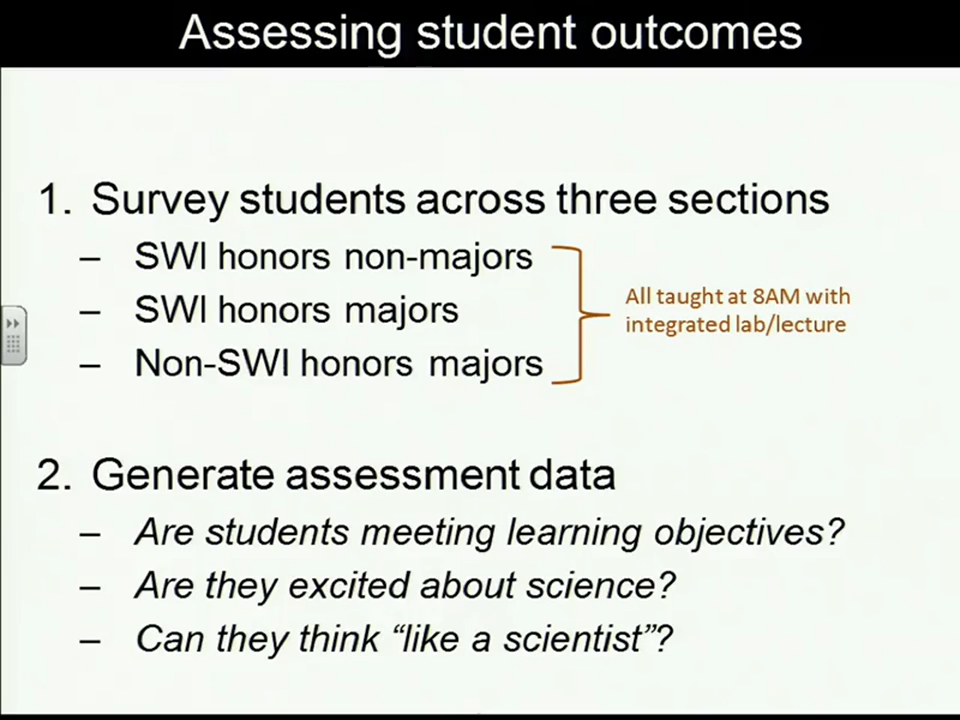 Assessing student outcomes
1. Survey students across three sections
– SWI honors non-majors
– SWI honors majors
– Non-SWI honors majors
All taught at 8AM with
integrated lab/lecture
2. Generate assessment data
– Are students meeting learning objectives?
– Are they excited about science?
– Can they think “like a scientist”?